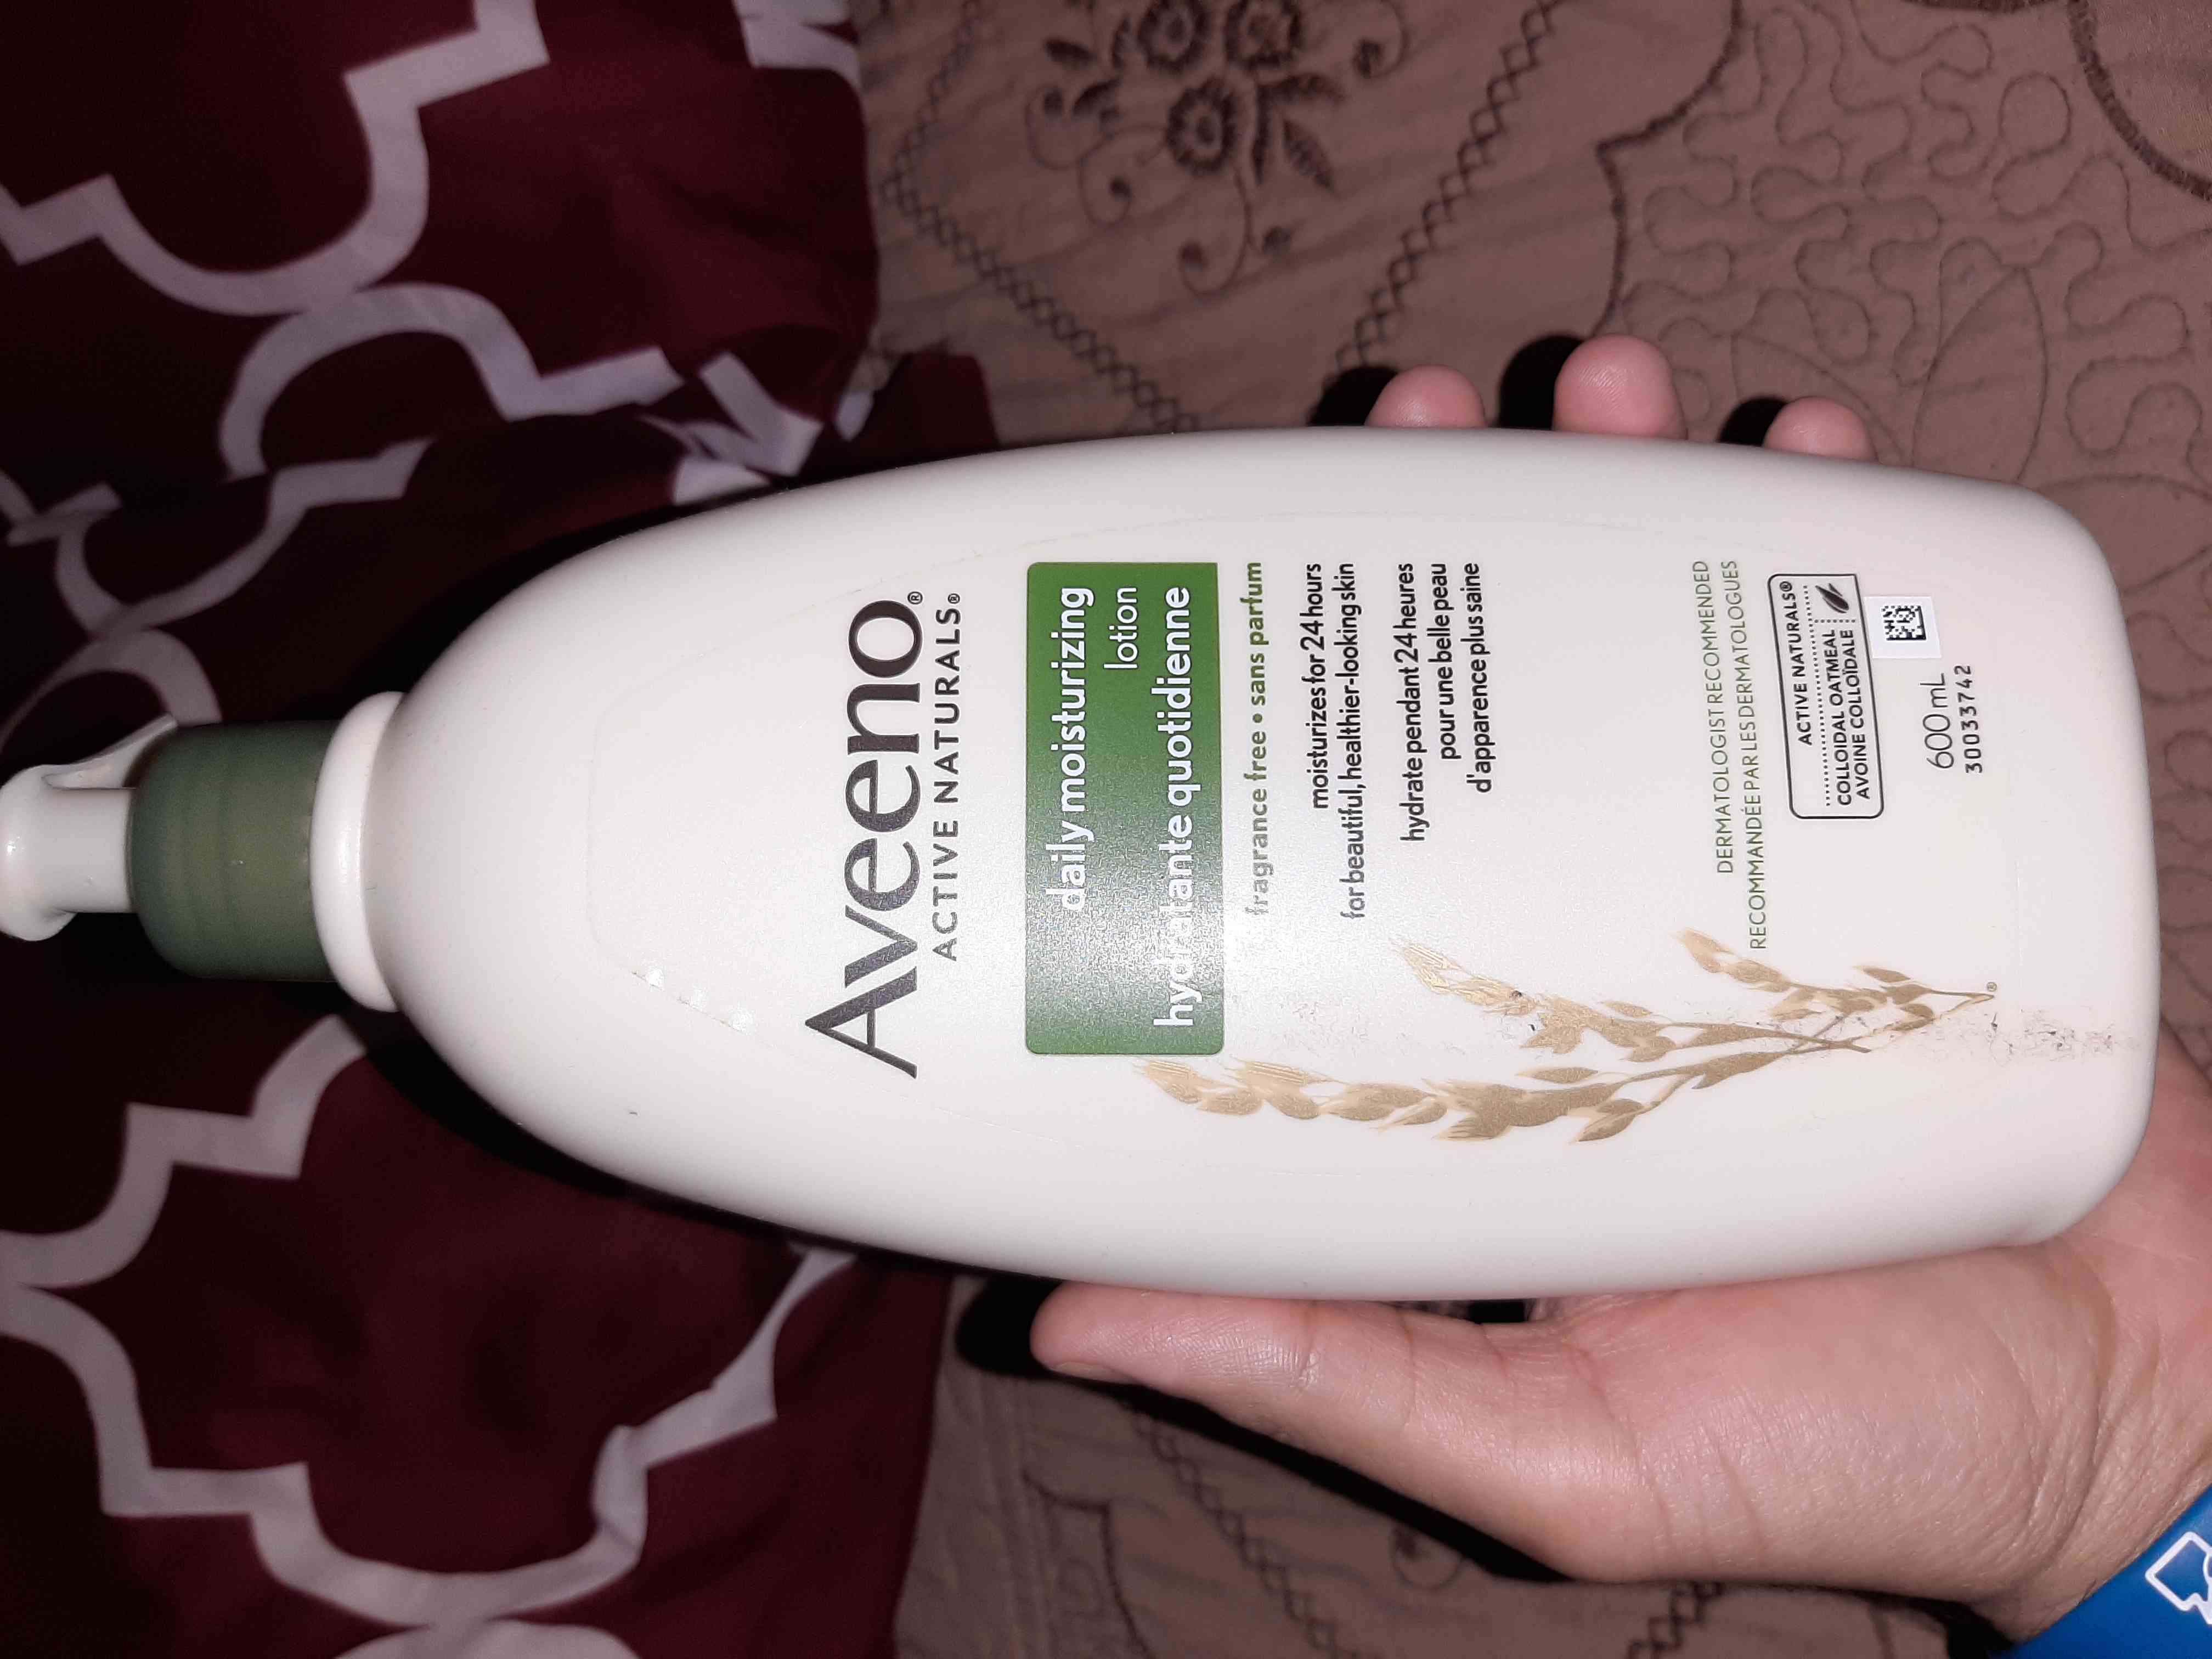 Aveeno®
ACTIVE NATURALS®
daily moisturizing
lotion
hydratante quotidienne
fragrance free • sans parfum
moisturizes for 24 hours
for beautiful, healthier-looking skin
hydrate pendant 24 heures
pour une belle peau
d'apparence plus saine
DERMATOLOGIST RECOMMENDED
RECOMMANDÉE PAR LES DERMATOLOGUES
ACTIVE NATURALS®
COLLOIDAL OATMEAL
AVOINE COLLOÏDALE
®
600 mL
30033742